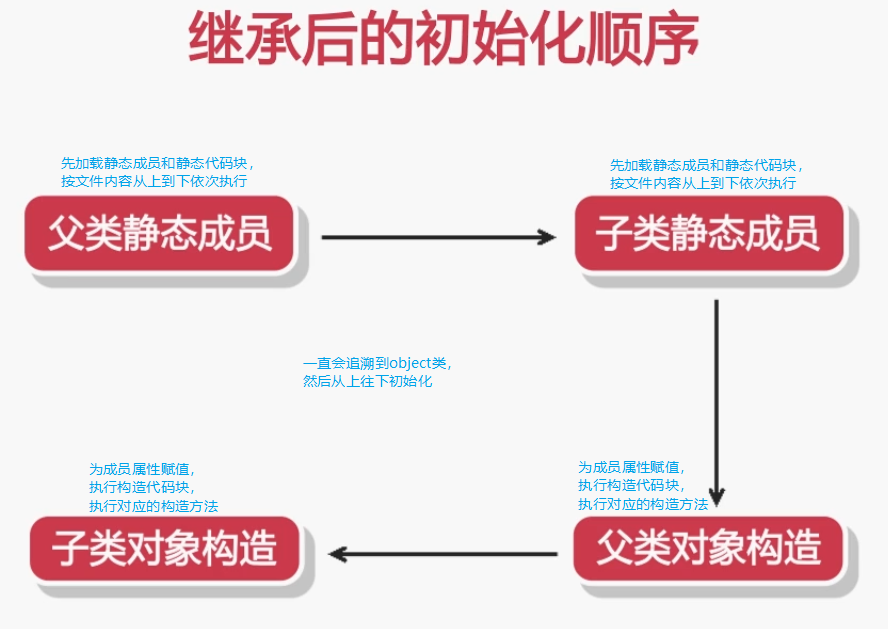 继承后的初始化顺序
先加载静态成员和静态代码块，
按文件内容从上到下依次执行
父类静态成员
先加载静态成员和静态代码块，
按文件内容从上到下依次执行
子类静态成员
一直会追溯到object类，
然后从上往下初始化
为成员属性赋值，
执行构造代码块，
执行对应的构造方法
子类对象构造
为成员属性赋值，
执行构造代码块，
执行对应的构造方法
父类对象构造